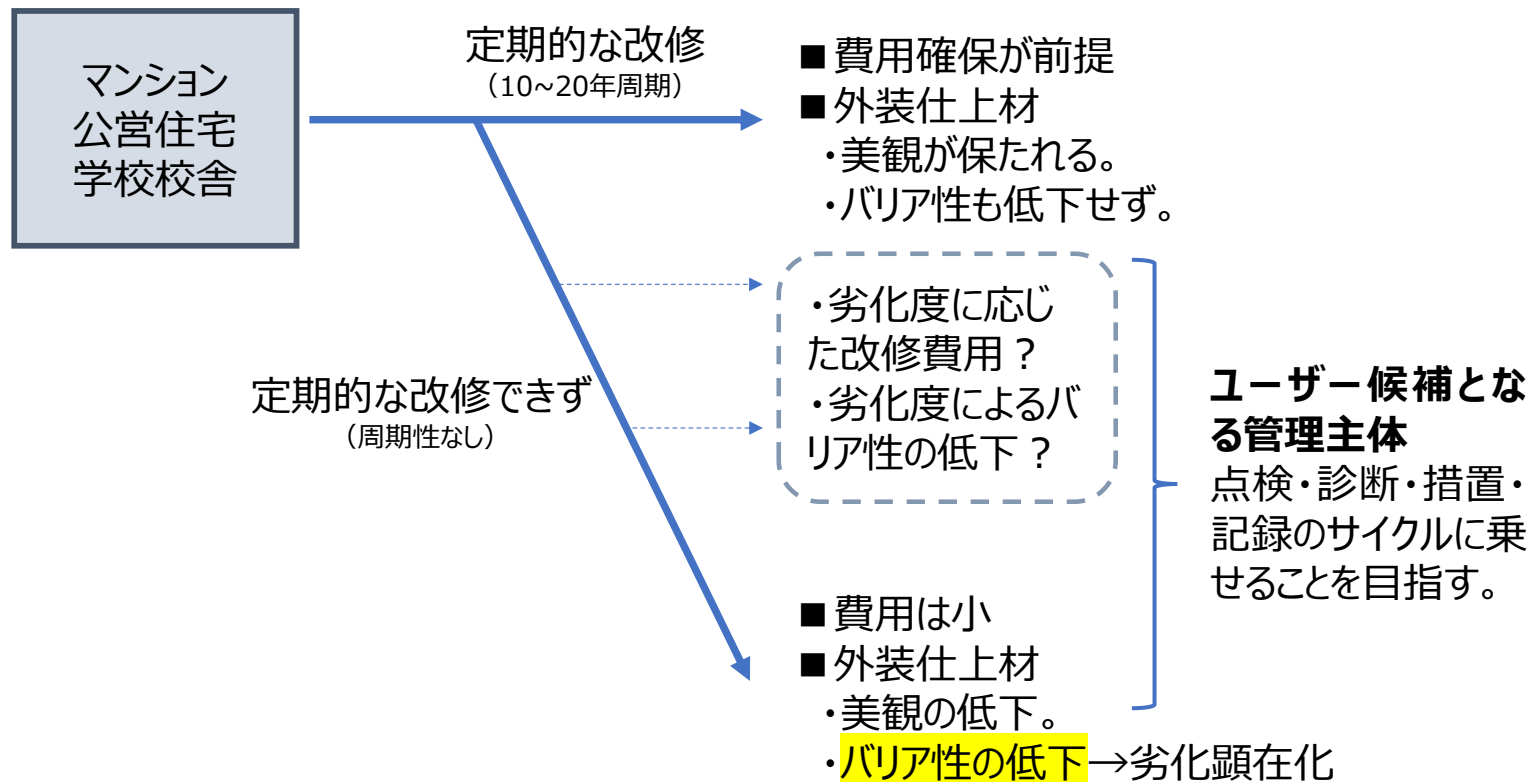 マンション
公営住宅
学校校舎
定期的な改修
（10~20年周期）
■費用確保が前提
■外装仕上材
・美観が保たれる。
・バリア性も低下せず。
・劣化度に応じ
た改修費用？
・劣化度によるバ
リア性の低下？
定期的な改修できず
（周期性なし）
ユーザー候補とな
る管理主体
点検・診断・措置・
記録のサイクルに乗
せることを目指す。
■費用は小
■外装仕上材
・美観の低下。
・バリア性の低下→劣化顕在化